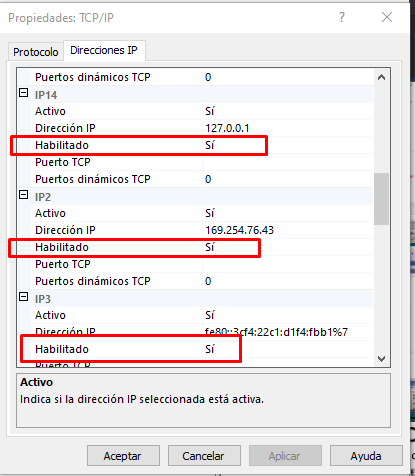 Propiedades: TCP/IP
Protocolo Direcciones IP
Puertos dinámicos TCP 0
IP14
Activo Sí
Dirección IP 127.0.0.1
Habilitado Sí
Puerto TCP
Puertos dinámicos TCP 0
IP2
Activo Sí
Dirección IP 169.254.76.43
Habilitado Sí
Puerto TCP
Puertos dinámicos TCP 0
IP3
Activo Sí
Dirección IP fe80::3cf4:22c1:d1f4:fbb1%7
Habilitado Sí
Puerto TCP
Activo
Indica si la dirección IP seleccionada está activa.
Aceptar Cancelar Aplicar Ayuda